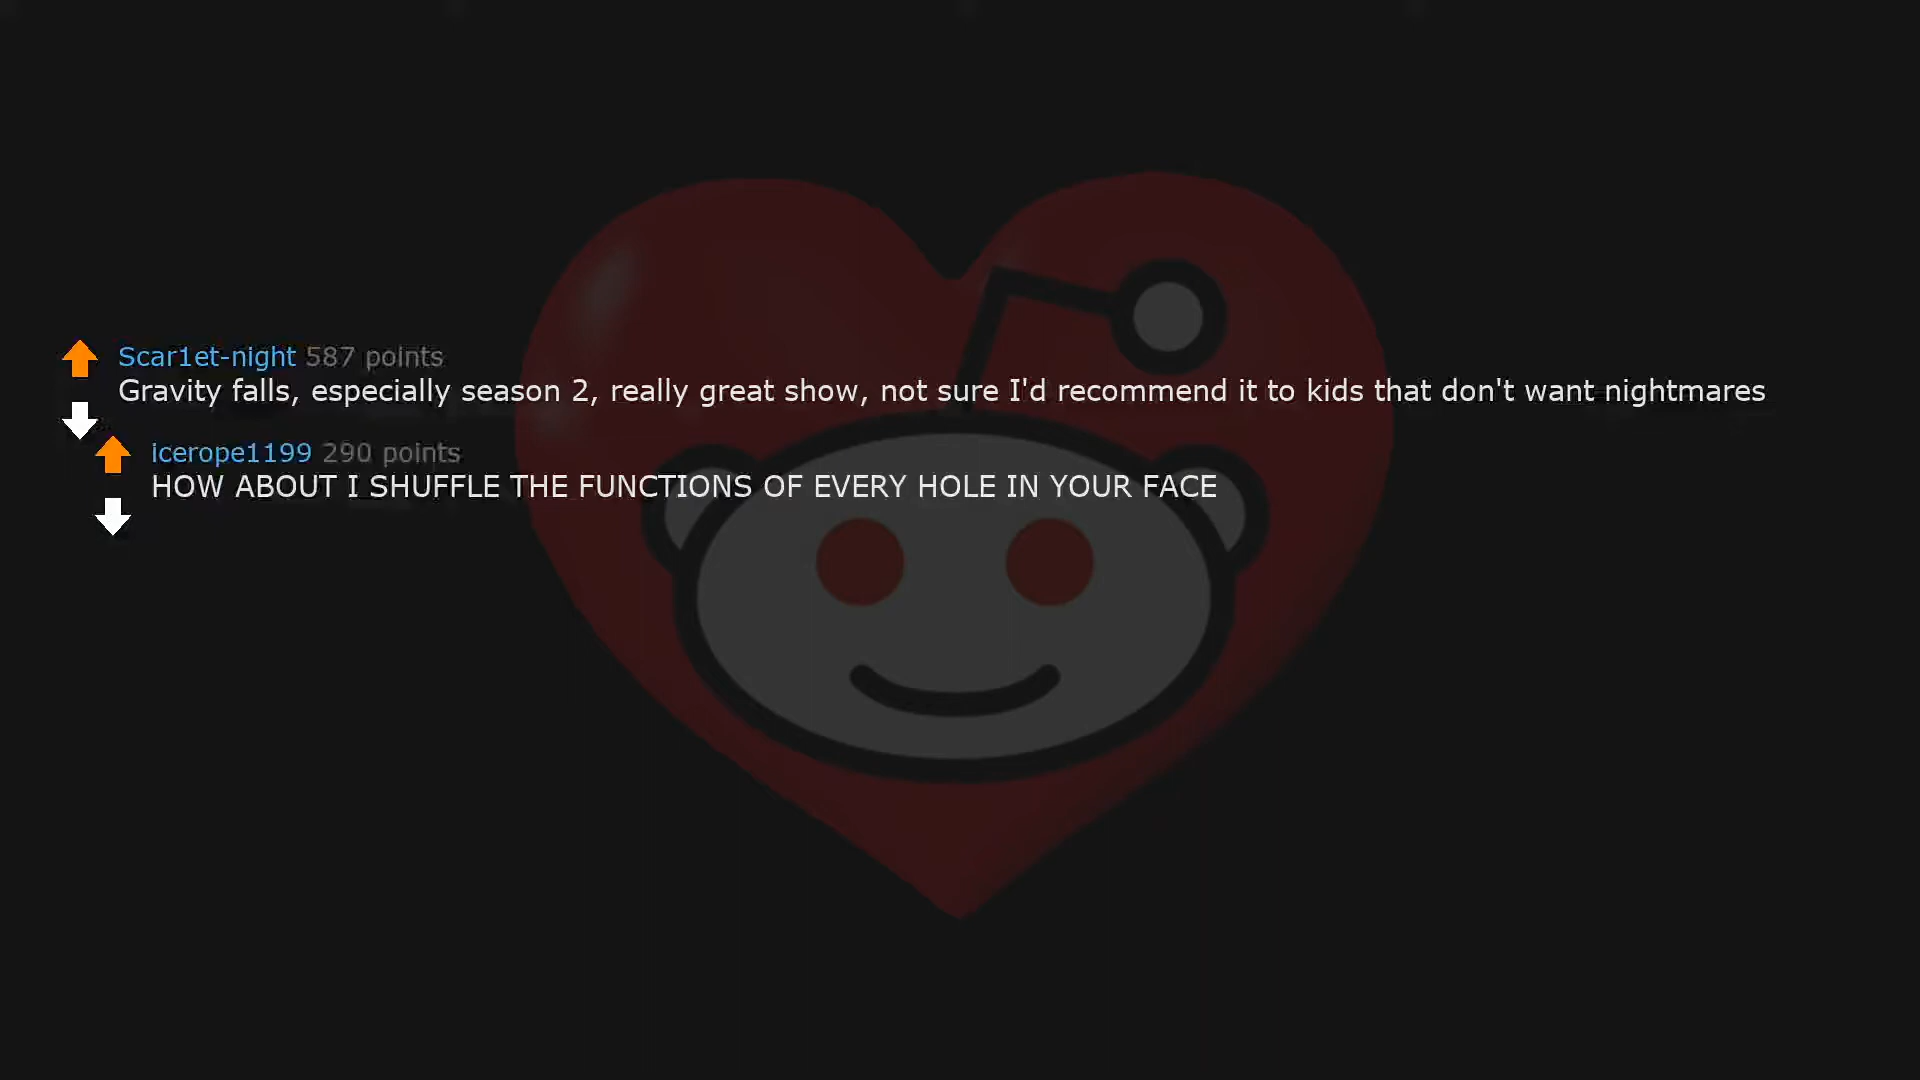 Scar1et-night 587 points
Gravity falls, especially season 2, really great show, not sure I'd recommend it to kids that don't want nightmares
icerope1199 290 points
HOW ABOUT I SHUFFLE THE FUNCTIONS OF EVERY HOLE IN YOUR FACE